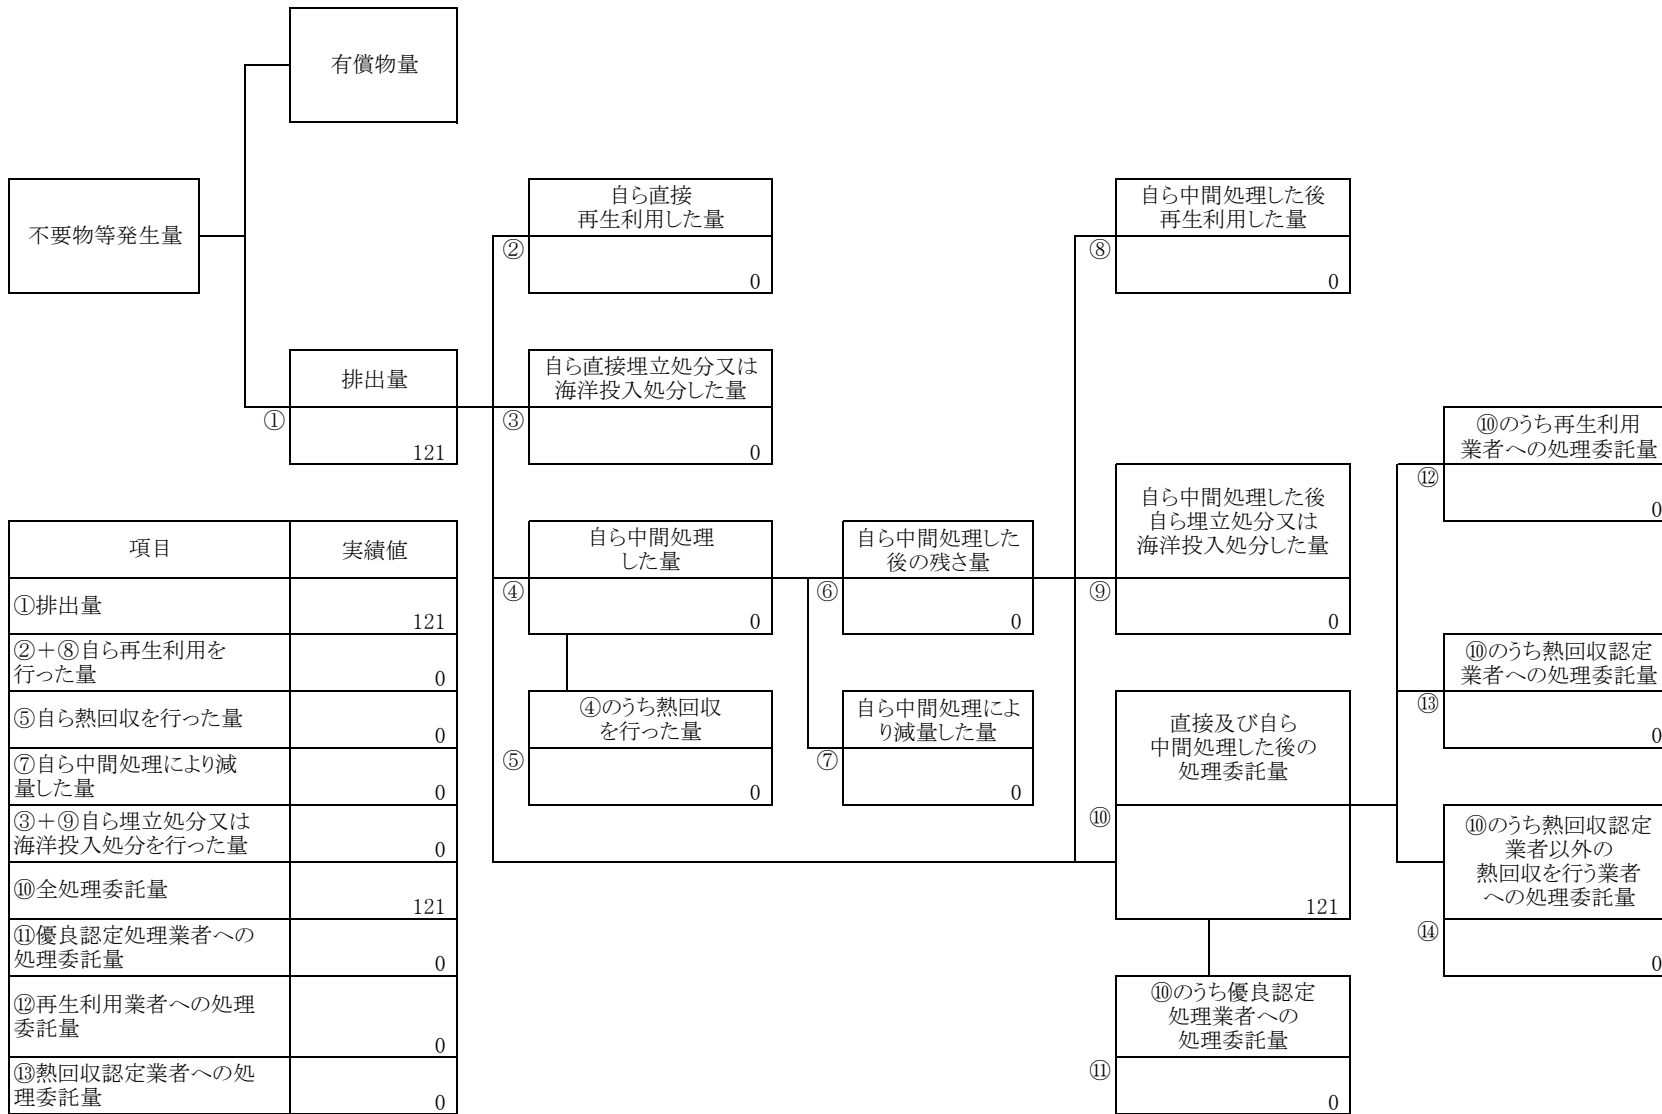 有償物量
不要物等発生量
自ら直接
再生利用した量
②
0
自ら中間処理した後
再生利用した量
⑧
0
排出量
①
121
自ら直接埋立処分又は
海洋投入処分した量
③
0
⑩のうち再生利用
業者への処理委託量
⑫
0
自ら中間処理
した量
④
0
自ら中間処理した
後の残さ量
⑥
0
自ら中間処理した後
自ら埋立処分又は
海洋投入処分した量
⑨
0
⑩のうち熱回収認定
業者への処理委託量
⑬
0
④のうち熱回収
を行った量
⑤
0
自ら中間処理によ
り減量した量
⑦
0
直接及び自ら
中間処理した後の
処理委託量
⑩
121
⑩のうち熱回収認定
業者以外の
熱回収を行う業者
への処理委託量
⑭
0
⑩のうち優良認定
処理業者への
処理委託量
⑪
0
項目 実績値
①排出量
121
②＋⑧自ら再生利用を
行った量
0
⑤自ら熱回収を行った量
0
⑦自ら中間処理により減
量した量
0
③＋⑨自ら埋立処分又は
海洋投入処分を行った量
0
⑩全処理委託量
121
⑪優良認定処理業者への
処理委託量
0
⑫再生利用業者への処理
委託量
0
⑬熱回収認定業者への処
理委託量
0